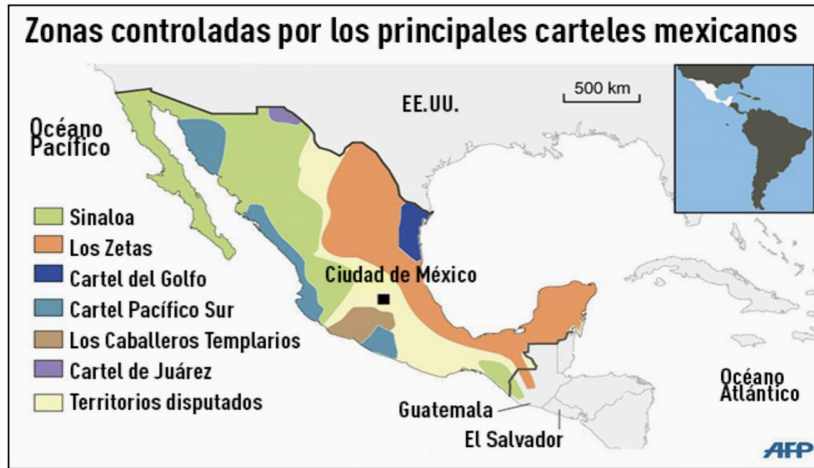 Zonas controladas por los principales carteles mexicanos
500 km
EE.UU.
Océano
Pacífico
Sinaloa
Los Zetas
Cartel del Golfo
Ciudad de México
Cartel Pacífico Sur
Los Caballeros Templarios
Cartel de Juárez
Territorios disputados
Océano
Atlántico
Guatemala
El Salvador
AFP